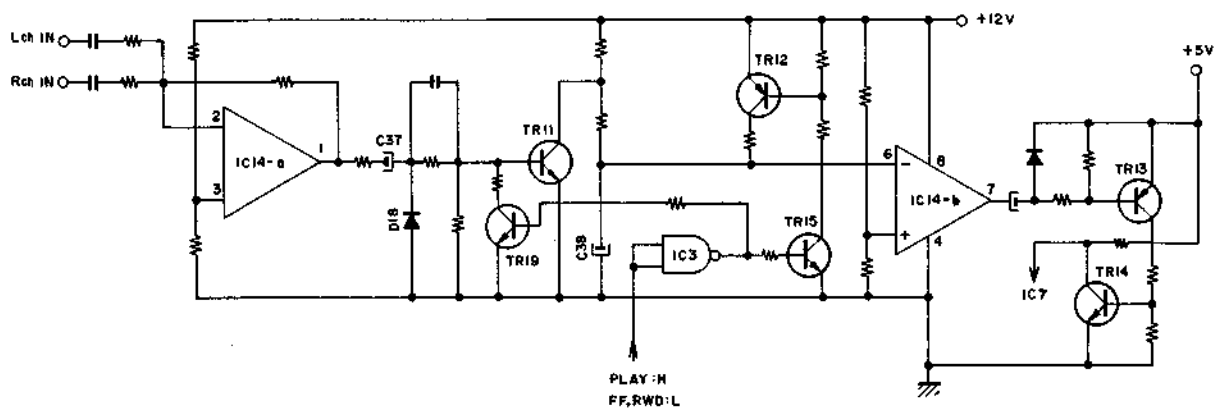 Lch IN
Rch IN
+12V
+5V
TR12
2
1
C37
TR11
IC14-a
3
6
-
8
TR13
7
IC14-b
D18
TR15
+
4
TR19
C38
IC3
TR14
IC7
PLAY:H
FF,RWD:L